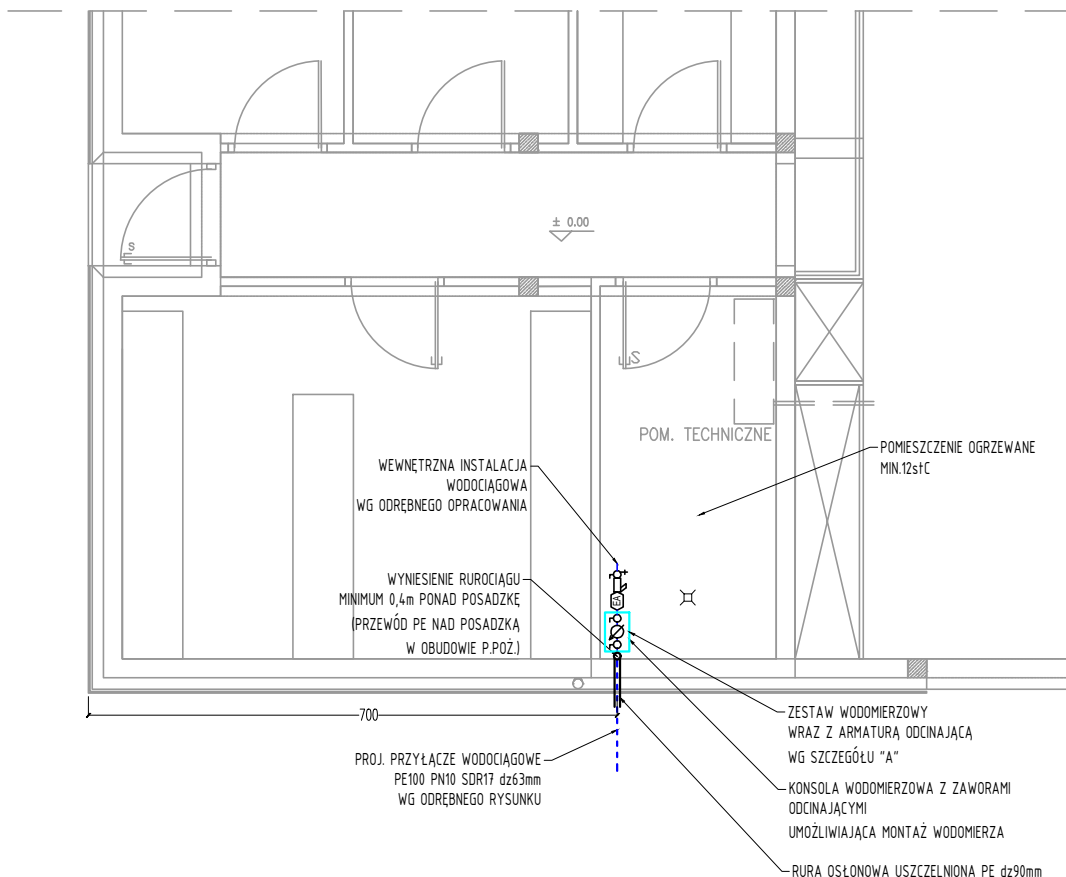 ± 0.00
S
S
POM. TECHNICZNE
WEWNĘTRZNA INSTALACJA
WODOCIĄGOWA
WG ODRĘBNEGO OPRACOWANIA
POMIESZCZENIE OGRZEWANE
MIN.12stC
WYNIESIENIE RUROCIĄGU
MINIMUM 0,4m PONAD POSADZKĘ
(PRZEWÓD PE NAD POSADZKĄ
W OBUDOWIE P.POŻ.)
EA
700
ZESTAW WODOMIERZOWY
WRAZ Z ARMATURĄ ODCINAJĄCĄ
WG SZCZEGÓŁU "A"
PROJ. PRZYŁĄCZE WODOCIĄGOWE
PE100 PN10 SDR17 dz63mm
WG ODRĘBNEGO RYSUNKU
KONSOLA WODOMIERZOWA Z ZAWORAMI
ODCINAJĄCYMI
UMOŻLIWIAJĄCA MONTAŻ WODOMIERZA
RURA OSŁONOWA USZCZELNIONA PE dz90mm